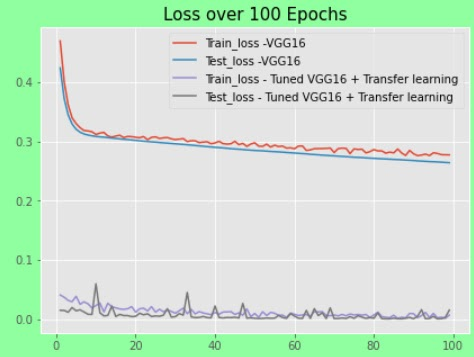 Loss over 100 Epochs
Train_loss -VGG16
Test_loss -VGG16
Train_loss - Tuned VGG16 + Transfer learning
Test_loss - Tuned VGG16 + Transfer learning
0.4
0.3
0.2
0.1
0.0
0 20 40 60 80 100